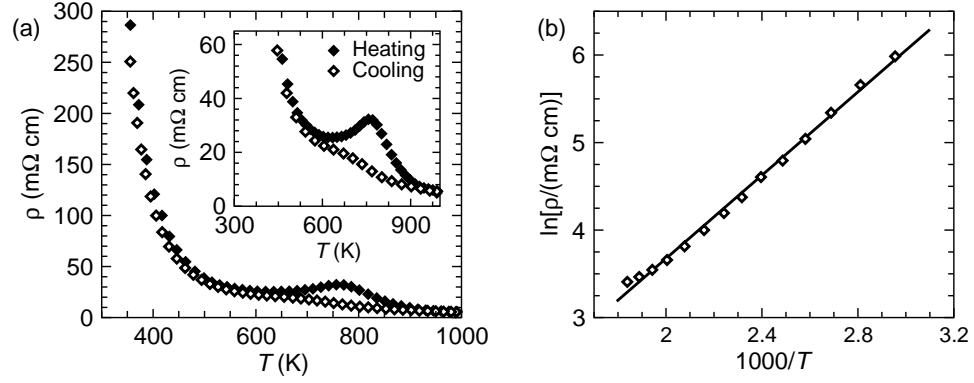 (a)
300
250
200
150
100
50
0
ρ (mΩ cm)
400
600
800
1000
T (K)
60
40
20
0
ρ (mΩ cm)
300
600
900
T (K)
Heating
Cooling
(b)
6
5
4
3
ln[ρ/(mΩ cm)]
2
2.4
2.8
3.2
1000/T